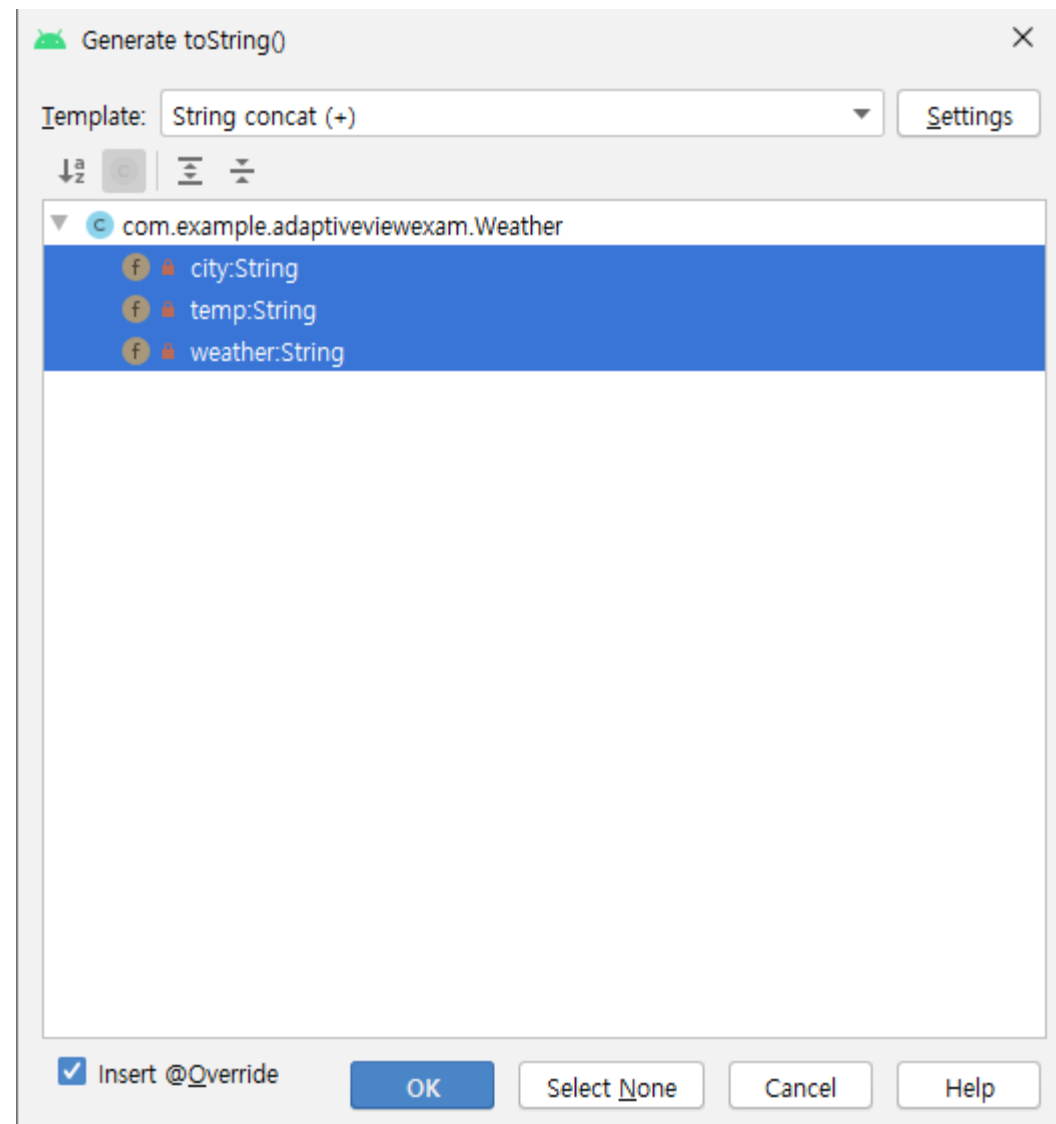 Generate toString()
Template: String concat (+) Settings
com.example.adaptiveviewexam.Weather
city:String
temp:String
weather:String
Insert @Override
OK Select None Cancel Help